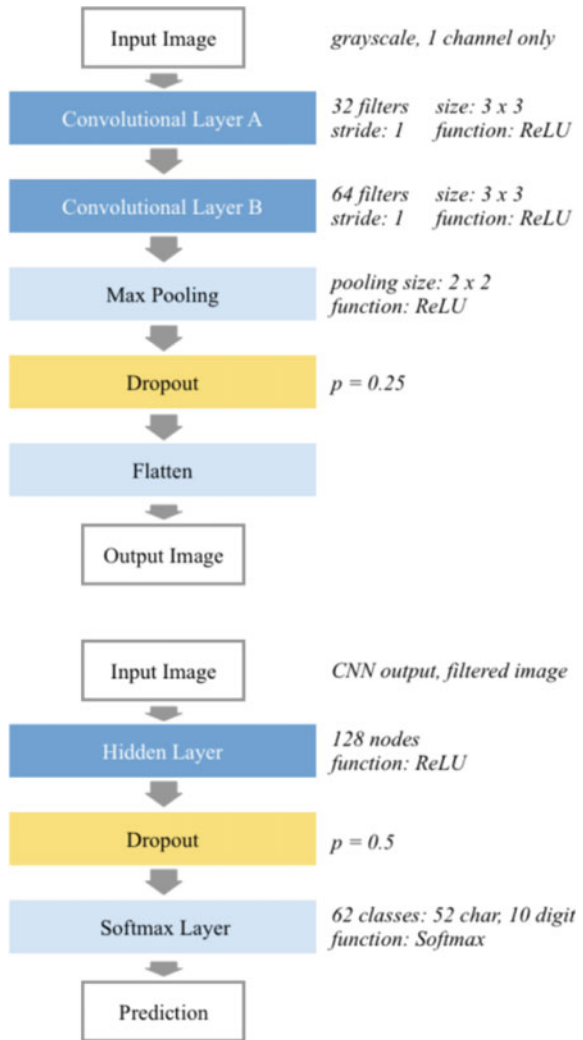 Input Image
grayscale, 1 channel only
Convolutional Layer A
32 filters size: 3 x 3
stride: 1 function: ReLU
Convolutional Layer B
64 filters size: 3 x 3
stride: 1 function: ReLU
Max Pooling
pooling size: 2 x 2
function: ReLU
Dropout
p = 0.25
Flatten
Output Image
Input Image
CNN output, filtered image
Hidden Layer
128 nodes
function: ReLU
Dropout
p = 0.5
Softmax Layer
62 classes: 52 char, 10 digit
function: Softmax
Prediction